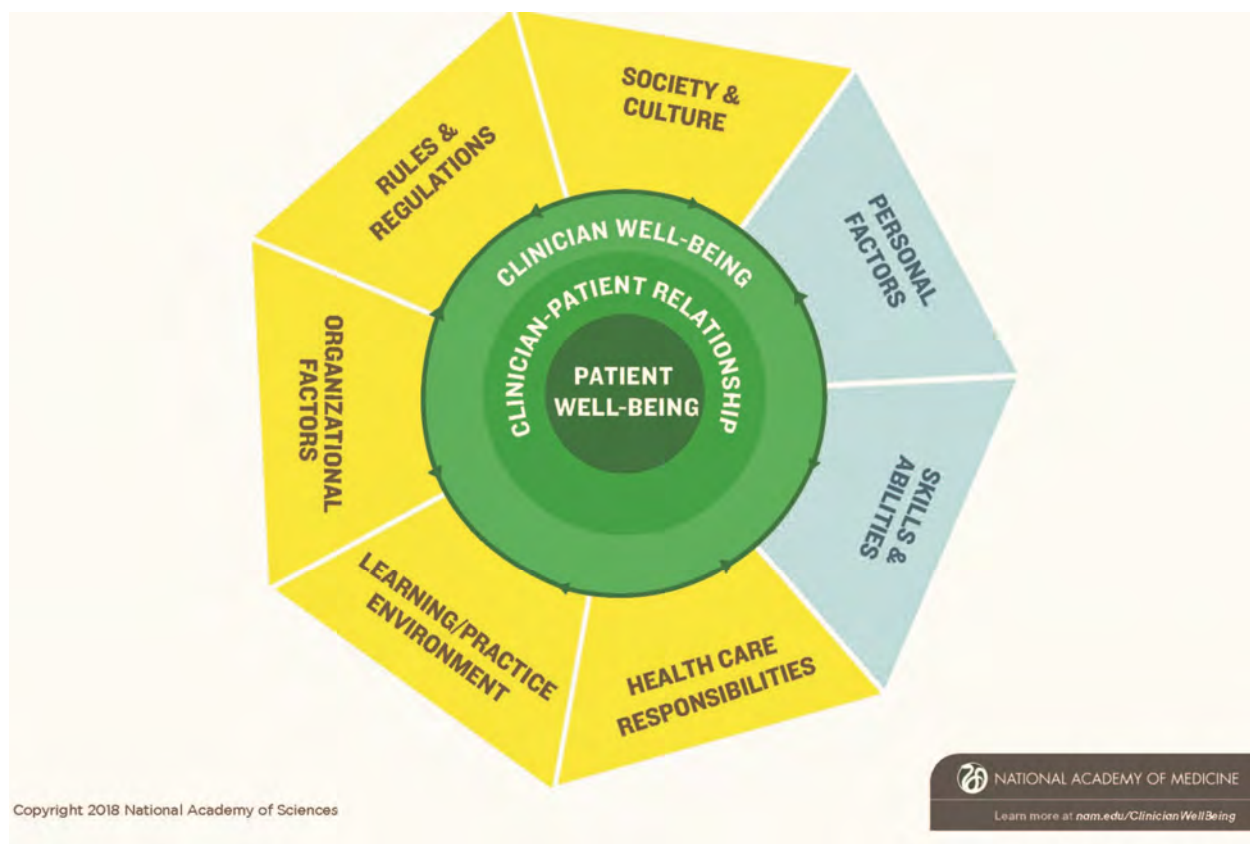 SOCIETY &
CULTURE
RULES &
REGULATIONS
PERSONAL
FACTORS
CLINICIAN WELL-BEING
CLINICIAN-PATIENT RELATIONSHIP
PATIENT
WELL-BEING
ORGANIZATIONAL
FACTORS
SKILLS &
ABILITIES
LEARNING/PRACTICE
ENVIRONMENT
HEALTH CARE
RESPONSIBILITIES
NATIONAL ACADEMY OF MEDICINE
Copyright 2018 National Academy of Sciences
Learn more at nam.edu/ClinicianWellBeing